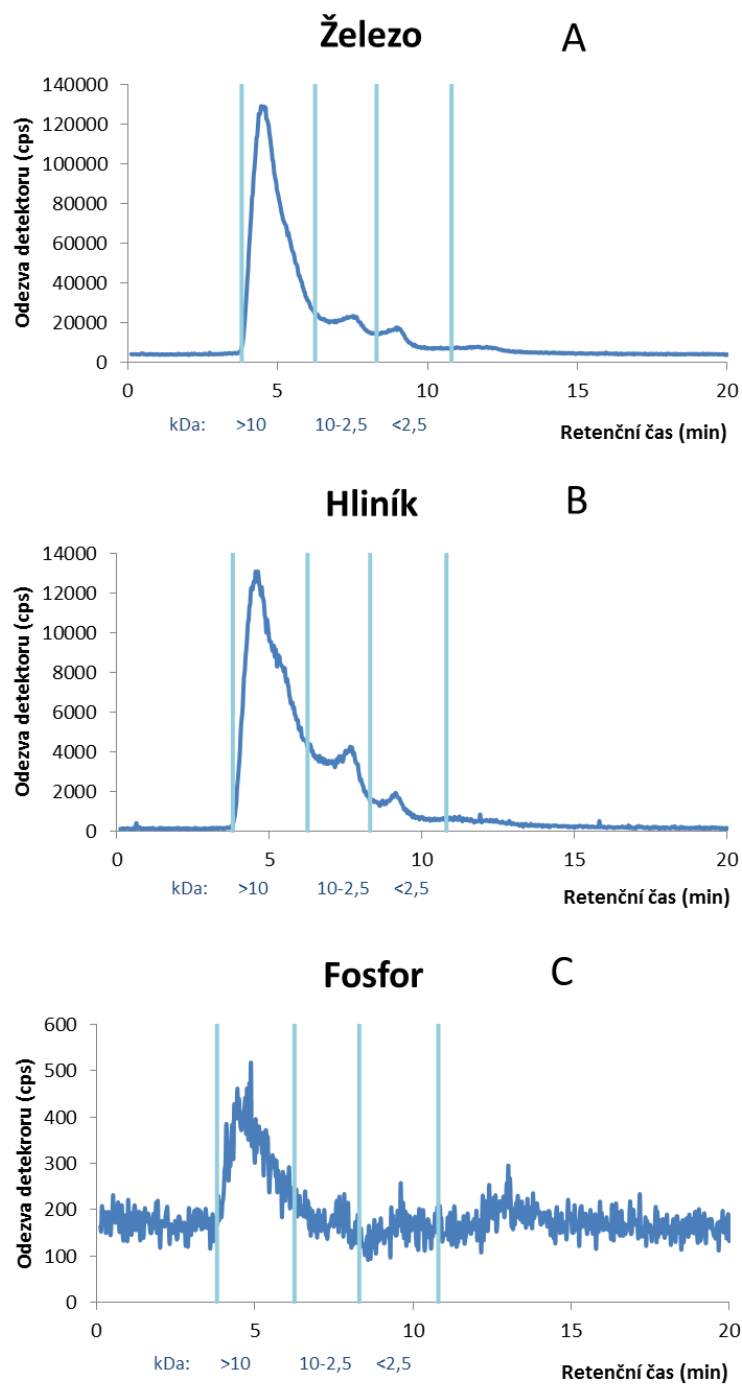 Železo A
Odezva detektoru (cps)
140000
120000
100000
80000
60000
40000
20000
0
0 5 10 15 20
kDa: >10 10-2,5 <2,5
Retenční čas (min)
Hliník B
Odezva detektoru (cps)
14000
12000
10000
8000
6000
4000
2000
0
0 5 10 15 20
kDa: >10 10-2,5 <2,5
Retenční čas (min)
Fosfor C
Odezva detekroru (cps)
600
500
400
300
200
100
0
0 5 10 15 20
kDa: >10 10-2,5 <2,5
Retenční čas (min)